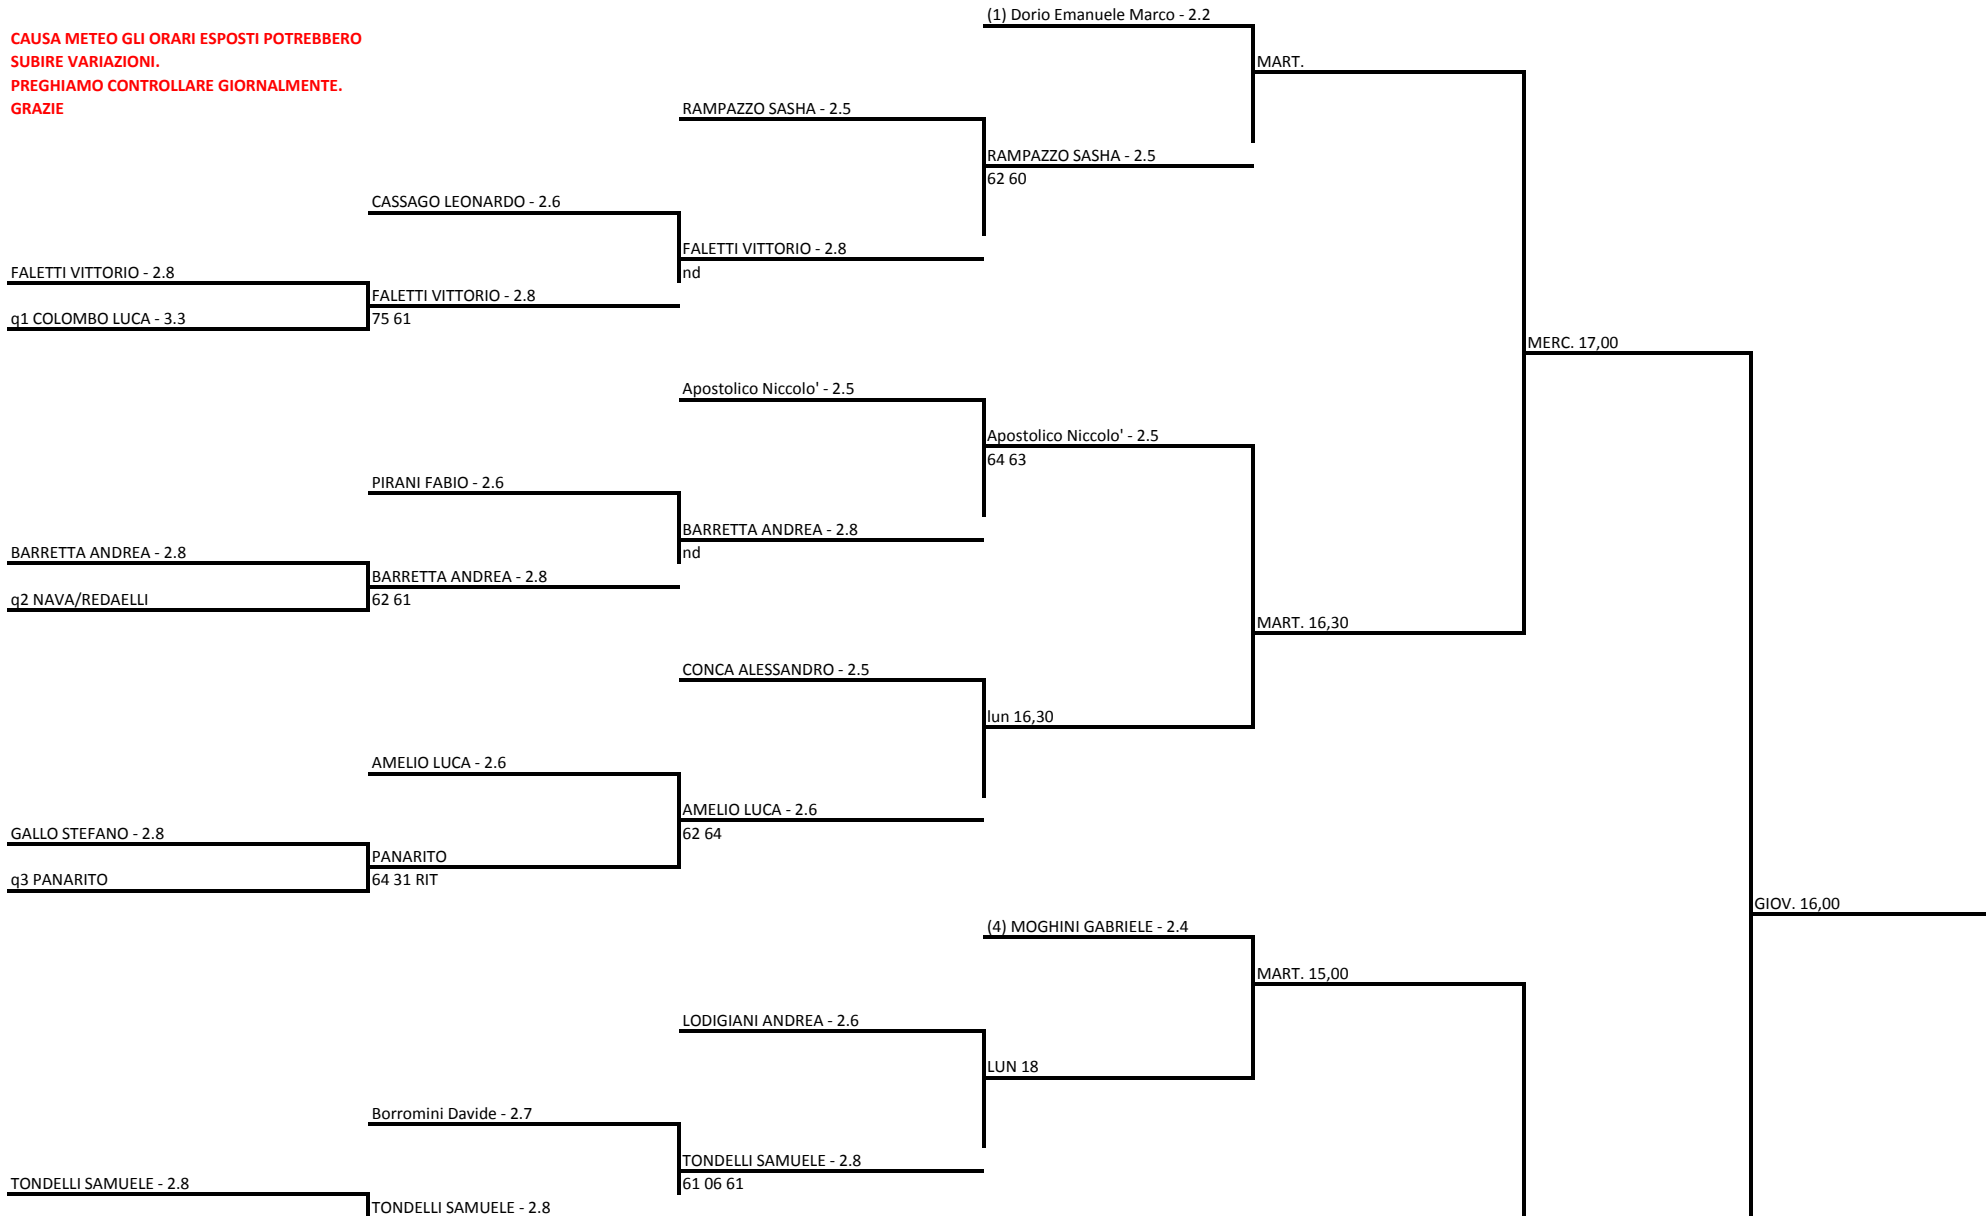 (1) Dorio Emanuele Marco - 2.2
CAUSA METEO GLI ORARI ESPOSTI POTREBBERO
SUBIRE VARIAZIONI.
PREGHIAMO CONTROLLARE GIORNALMENTE.
GRAZIE
MART.
RAMPAZZO SASHA - 2.5
RAMPAZZO SASHA - 2.5
62 60
CASSAGO LEONARDO - 2.6
FALETTI VITTORIO - 2.8
nd
FALETTI VITTORIO - 2.8
FALETTI VITTORIO - 2.8
75 61
q1 COLOMBO LUCA - 3.3
MERC. 17,00
Apostolico Niccolo' - 2.5
Apostolico Niccolo' - 2.5
64 63
PIRANI FABIO - 2.6
BARRETTA ANDREA - 2.8
nd
BARRETTA ANDREA - 2.8
BARRETTA ANDREA - 2.8
62 61
q2 NAVA/REDAELLI
MART. 16,30
CONCA ALESSANDRO - 2.5
lun 16,30
AMELIO LUCA - 2.6
AMELIO LUCA - 2.6
62 64
GALLO STEFANO - 2.8
PANARITO
64 31 RIT
q3 PANARITO
GIOV. 16,00
(4) MOGHINI GABRIELE - 2.4
MART. 15,00
LODIGIANI ANDREA - 2.6
LUN 18
Borromini Davide - 2.7
TONDELLI SAMUELE - 2.8
61 06 61
TONDELLI SAMUELE - 2.8
TONDELLI SAMUELE - 2.8